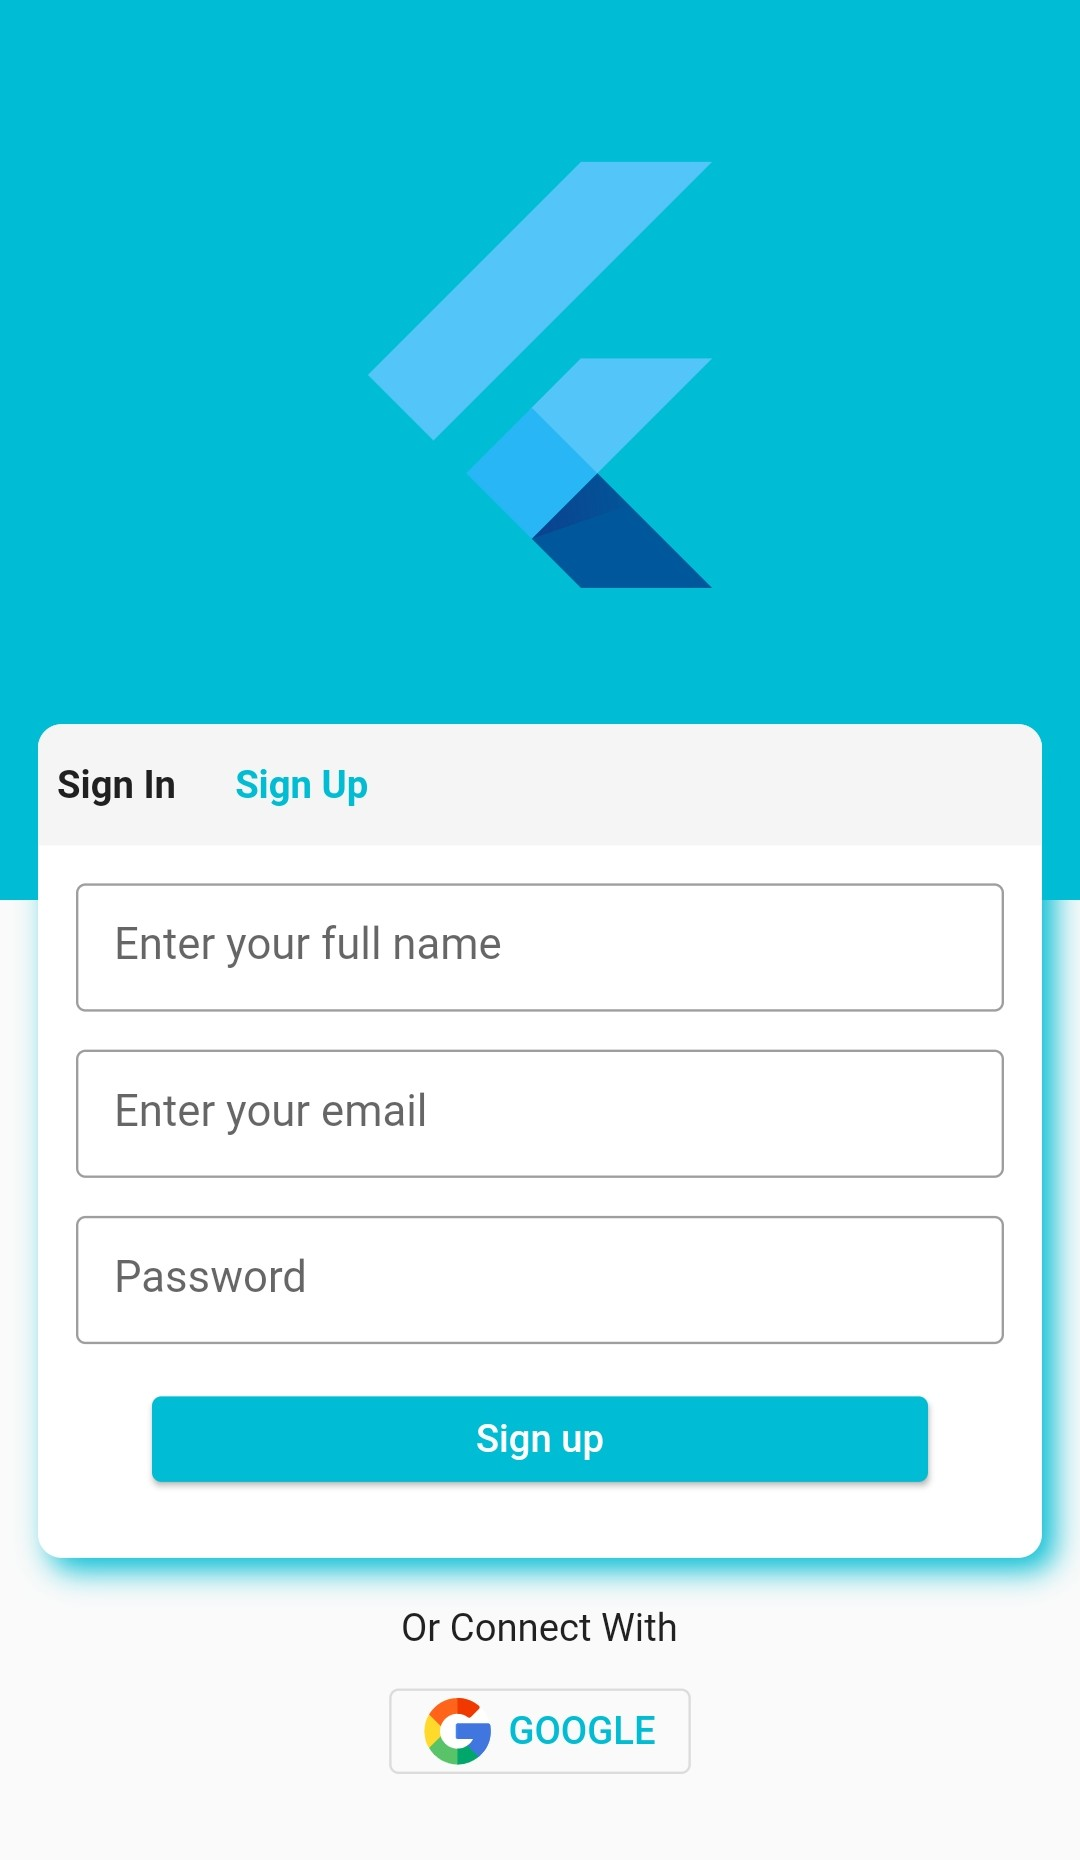 Sign In Sign Up
Enter your full name
Enter your email
Password
Sign up
Or Connect With
GOOGLE